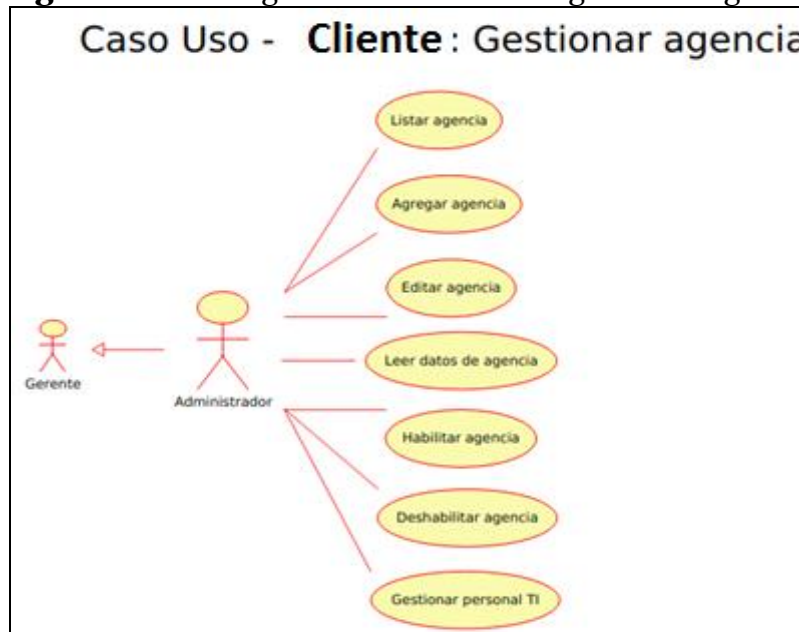 Caso Uso - Cliente : Gestionar agencia
Listar agencia
Agregar agencia
Editar agencia
Leer datos de agencia
Gerente
Administrador
Habilitar agencia
Deshabilitar agencia
Gestionar personal TI